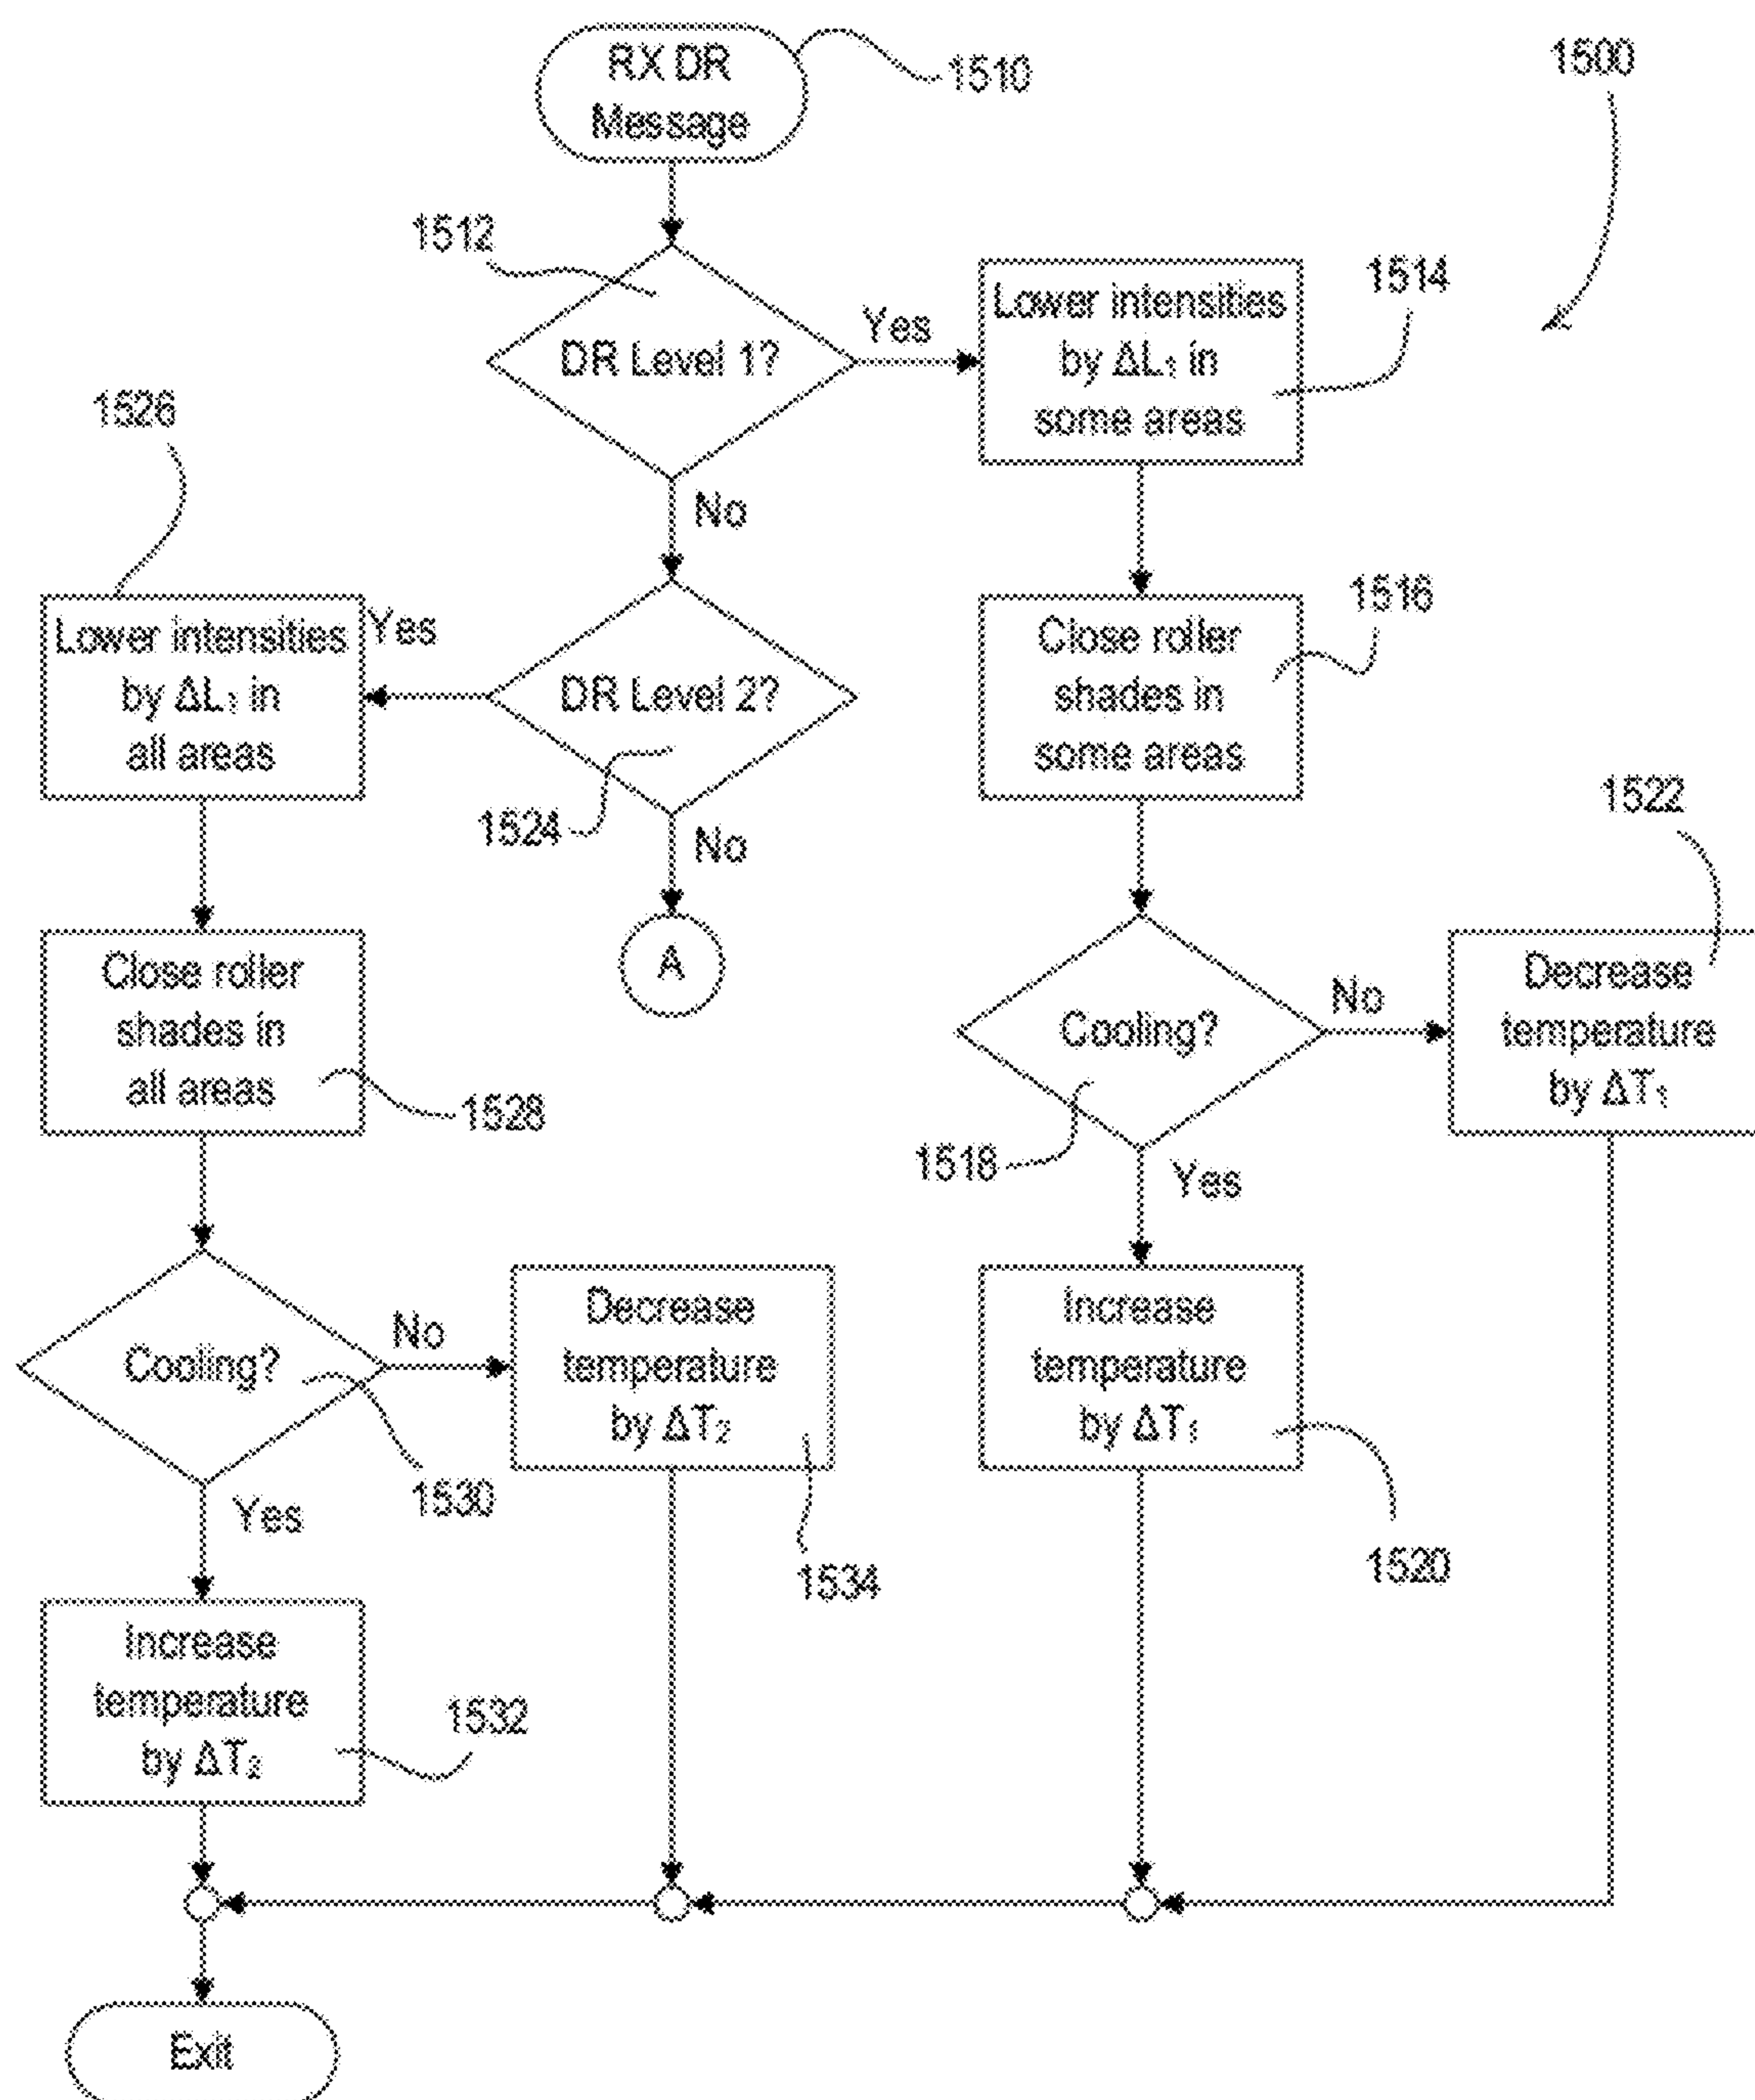 RX DR
Message
1510
1500
1512
DR Level 1?
Yes
Lower intensities
by ΔL₁ in
some areas
1514
No
1526
Lower intensities
by ΔL₁ in
all areas
Yes
DR Level 2?
1524
No
A
Close roller
shades in
some areas
1516
1522
Close roller
shades in
all areas
1528
Cooling?
1518
No
Decrease
temperature
by ΔT₁
Yes
Cooling?
1530
No
Decrease
temperature
by ΔT₂
1534
Increase
temperature
by ΔT₁
1520
Yes
Increase
temperature
by ΔT₂
1532
Exit